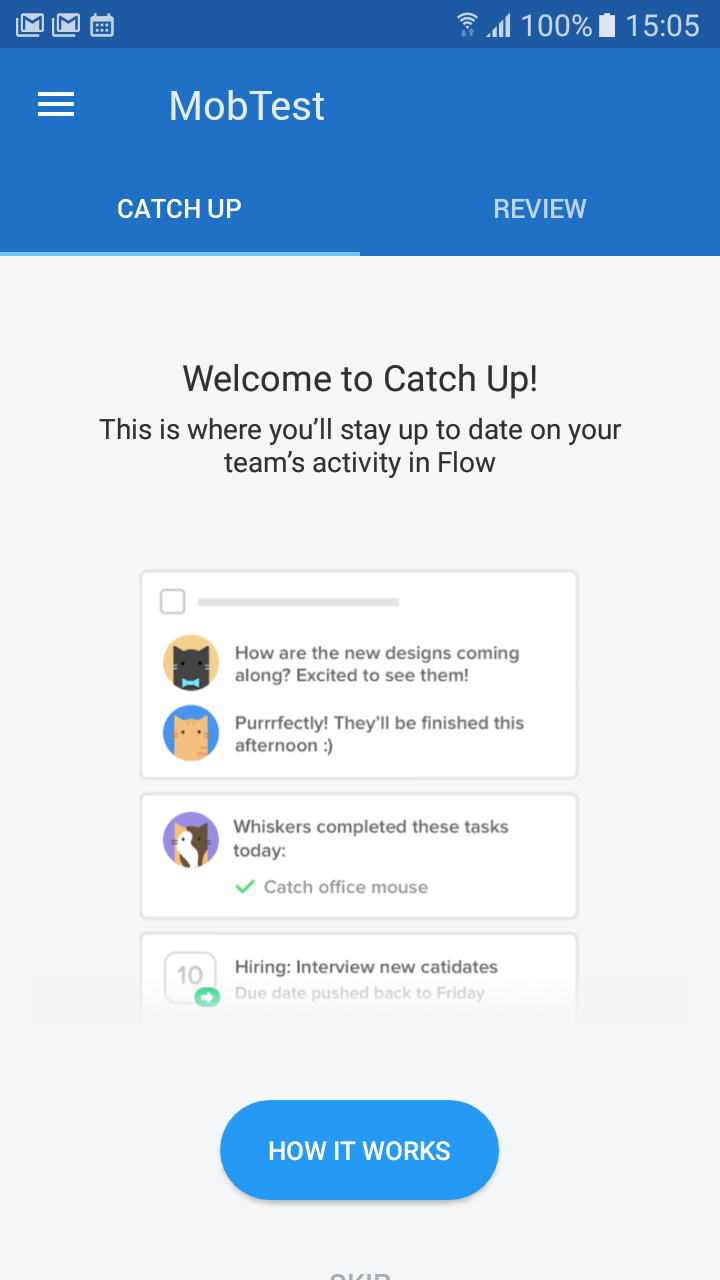 100% 15:05
MobTest
CATCH UP
REVIEW
Welcome to Catch Up!
This is where you’ll stay up to date on your
team’s activity in Flow
How are the new designs coming
along? Excited to see them!
Purrrfectly! They’ll be finished this
afternoon :)
Whiskers completed these tasks
today:
Catch office mouse
10
Hiring: Interview new catidates
Due date pushed back to Friday
HOW IT WORKS
SKIP